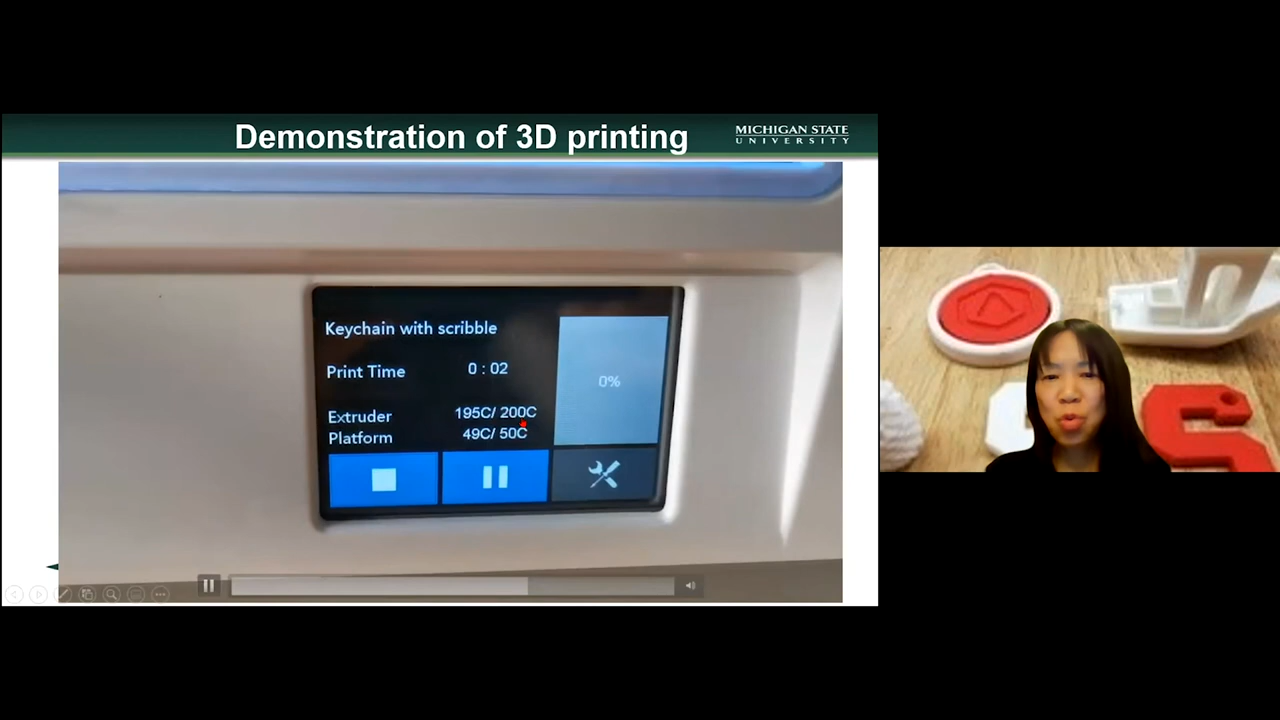 Demonstration of 3D printing
MICHIGAN STATE
UNIVERSITY
Keychain with scribble
Print Time 0 : 02
0%
Extruder 195C/ 200C
Platform 49C/ 50C